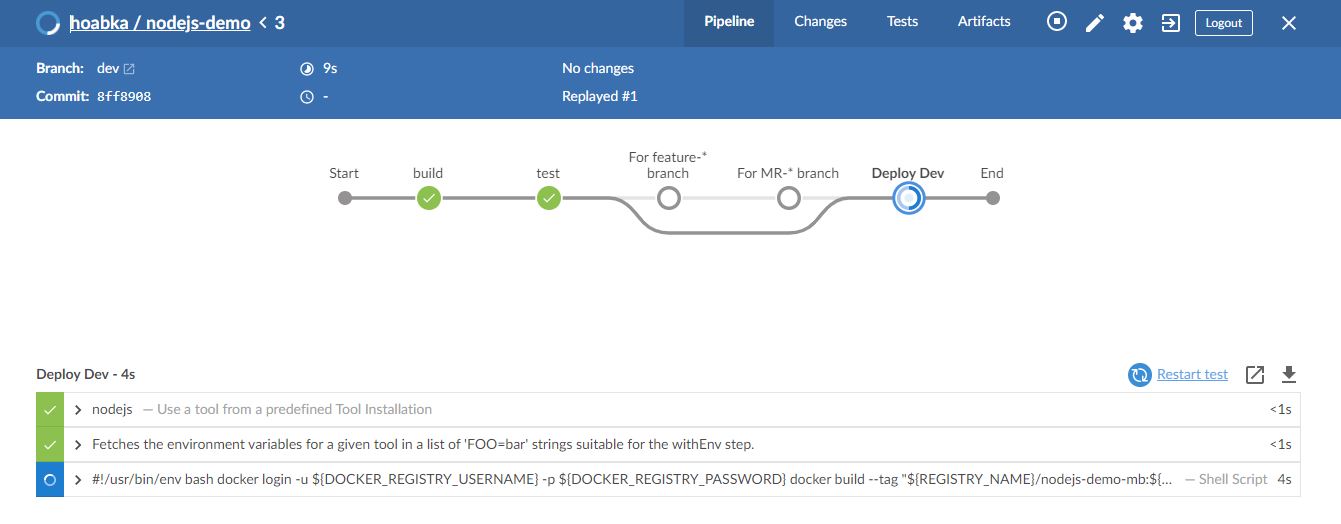 hoabka / nodejs-demo < 3 Pipeline Changes Tests Artifacts Logout
Branch: dev 9s No changes
Commit: 8ff8908 - Replayed #1
For feature-*
Start build test branch For MR-* branch Deploy Dev End
Deploy Dev - 4s Restart test
nodejs — Use a tool from a predefined Tool Installation <1s
Fetches the environment variables for a given tool in a list of 'FOO=bar' strings suitable for the withEnv step. <1s
#!/usr/bin/env bash docker login -u ${DOCKER_REGISTRY_USERNAME} -p ${DOCKER_REGISTRY_PASSWORD} docker build --tag "${REGISTRY_NAME}/nodejs-demo-mb:${... — Shell Script 4s